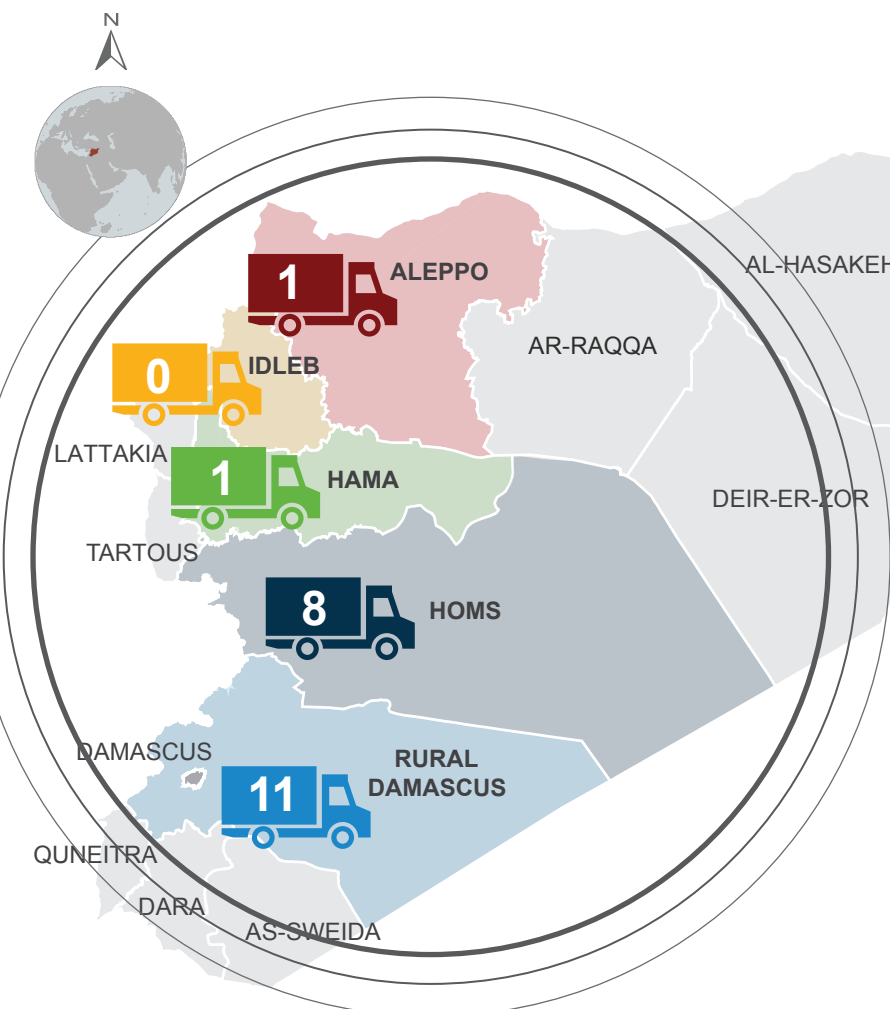 N
1
ALEPPO
AL-HASAKEH
AR-RAQQA
0
IDLEB
LATTAKIA
1
HAMA
DEIR-ER-ZOR
TARTOUS
8
HOMS
DAMASCUS
RURAL
DAMASCUS
11
QUNEITRA
DARA
AS-SWEIDA